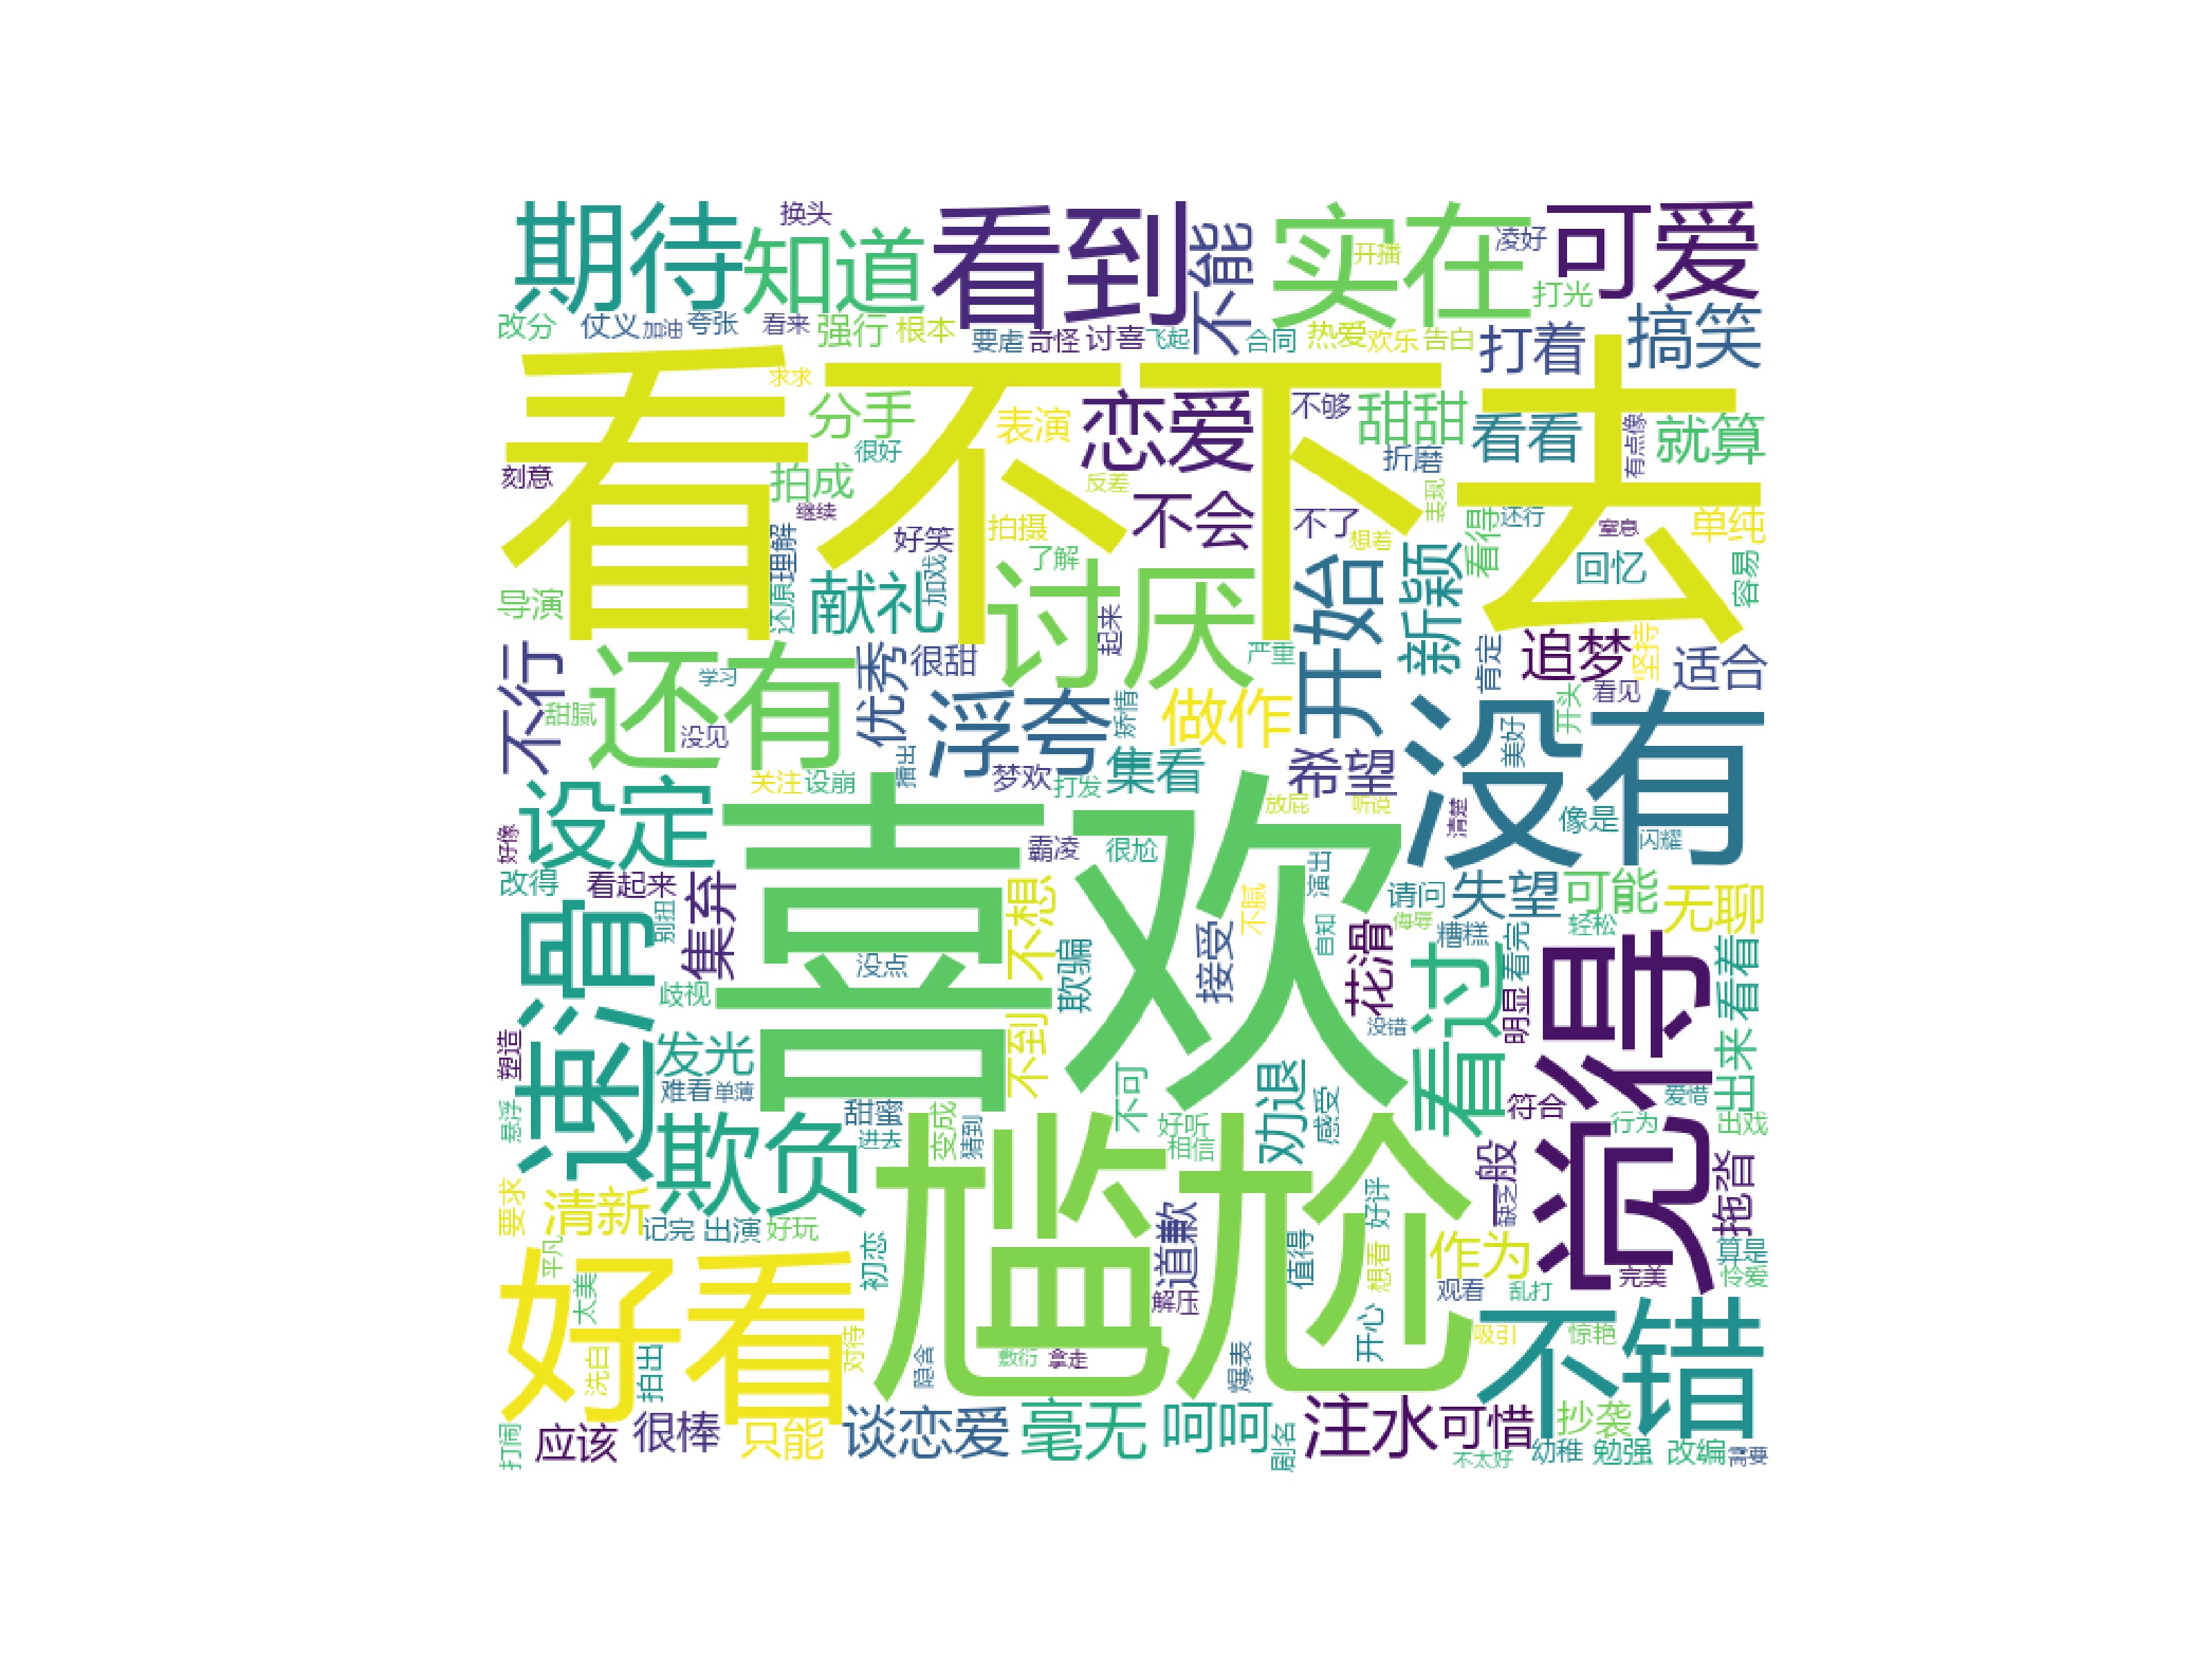 换头
期待
知道
看到
不能
实在
开播
凌好
可爱
打光
改分
仗义
加油
夸张
看来
强行
根本
要虐
奇怪
讨喜
飞起
合同
热爱
欢乐
告白
打着
搞笑
看不下去
求求
分手
很好
表演
恋爱
不够
甜甜
折磨
看看
有点像
就算
刻意
拍成
继续
反差
不会
不了
表现
还行
窒息
单纯
好笑
拍摄
想着
看得
理解
还原
加戏
了解
回忆
容易
导演
献礼
讨厌
起来
开始
新颖
追梦
坚持
适合
不行
还有
学习
优秀
很甜
严重
肯定
看见
甜腻
没见
浮夸
矫情
做作
开头
没有
美好
关注
设崩
梦欢
打发
集看
希望
设定
喜欢
放屁
听说
清楚
像是
闪耀
好像
霸凌
很尬
改得
看起来
集弃
不想
不腻
演出
请问
失望
可能
无聊
别扭
速滑
没点
欺骗
接受
自知
花滑
侮辱
糟糕
看完
轻松
觉得
看着
歧视
没错
看过
明显
塑造
发光
不到
出来
悬浮
难看
单薄
甜蜜
不可
劝退
感受
符合
爱惜
欺负
进去
变成
猜到
好听
相信
行为
出戏
尴尬
一般
缺乏
拖沓
要求
清新
记完
出演
好玩
初恋
道歉
值得
好评
想看
作为
算是
平凡
太美
解压
观看
乱打
完美
怜爱
好看
对待
开心
吸引
惊艳
不错
洗白
拍出
隐含
敷衍
拿走
爆表
打闹
应该
很棒
只能
谈恋爱
毫无
呵呵
剧名
注水
可惜
抄袭
不太好
幼稚
勉强
改编
需要